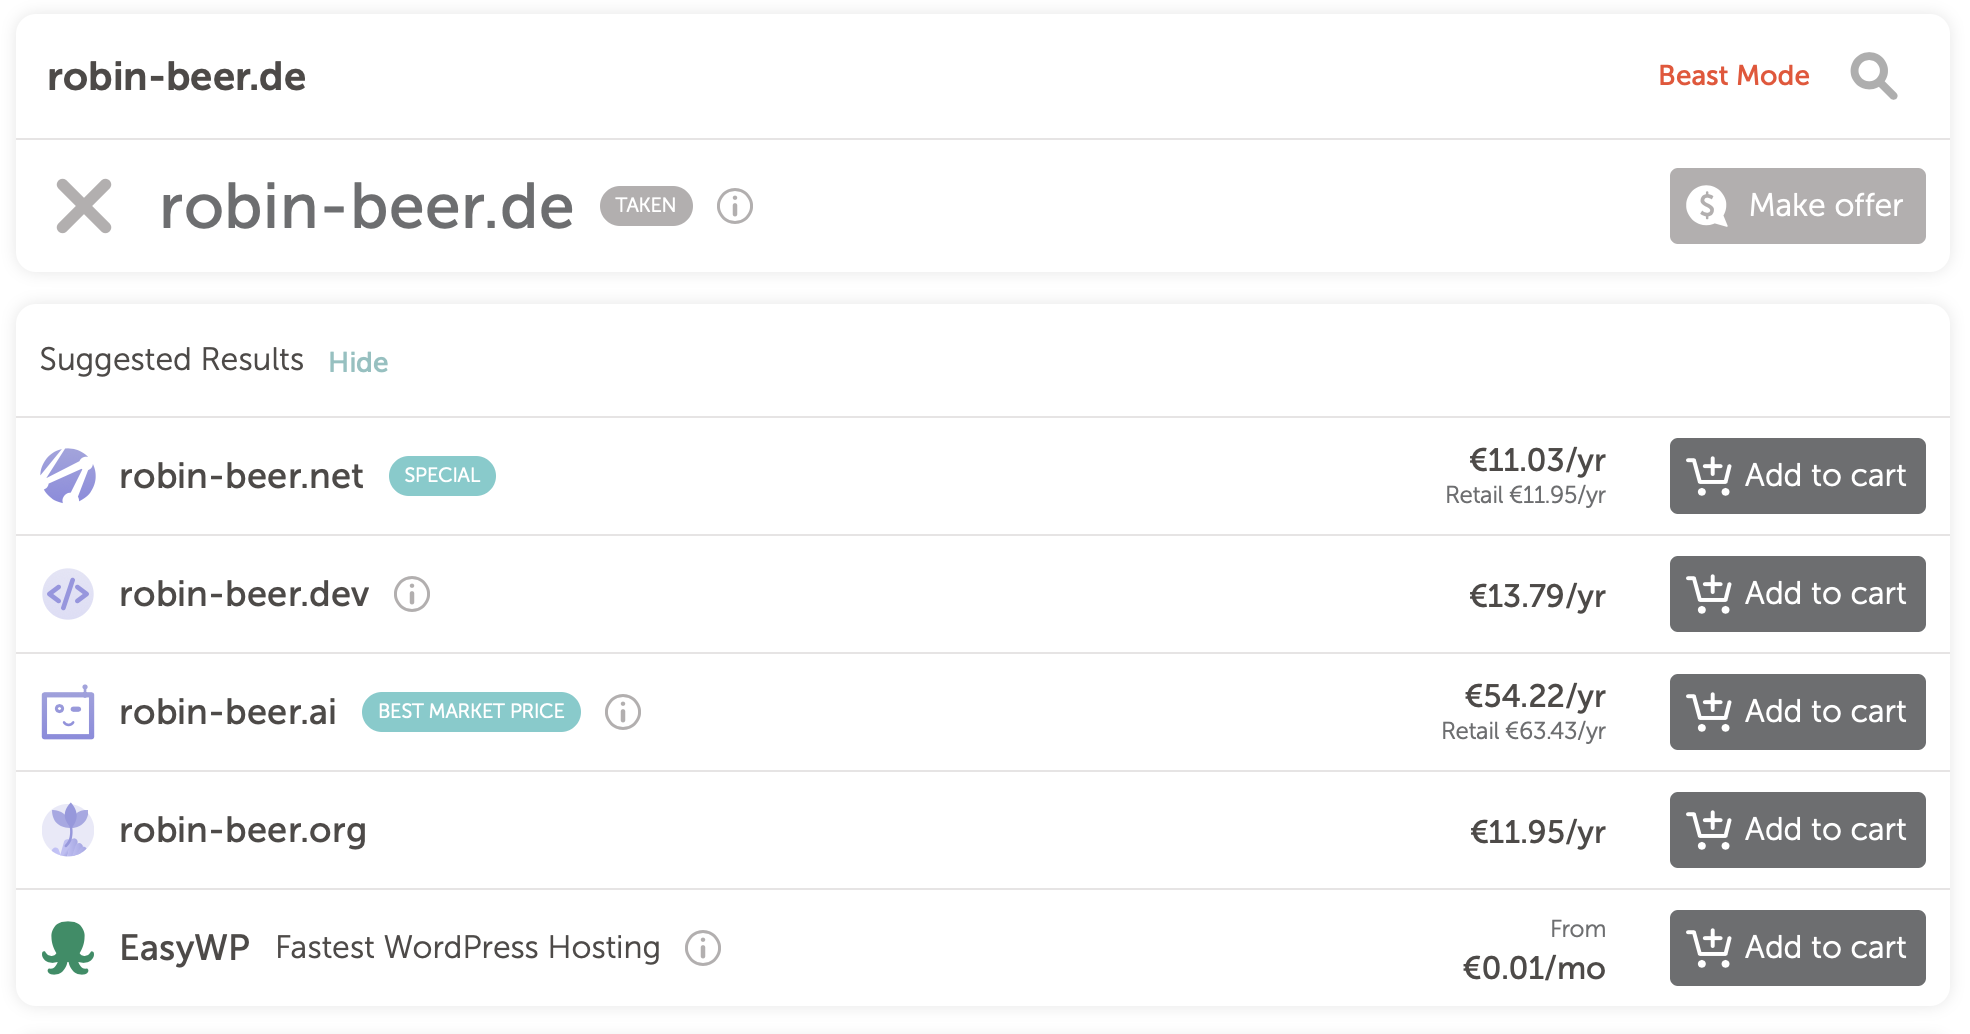 robin-beer.de Beast Mode
robin-beer.de TAKEN Make offer
Suggested Results Hide
robin-beer.net SPECIAL €11.03/yr Add to cart
Retail €11.95/yr
robin-beer.dev €13.79/yr Add to cart
robin-beer.ai BEST MARKET PRICE €54.22/yr Add to cart
Retail €63.43/yr
robin-beer.org €11.95/yr Add to cart
EasyWP Fastest WordPress Hosting From Add to cart
€0.01/mo